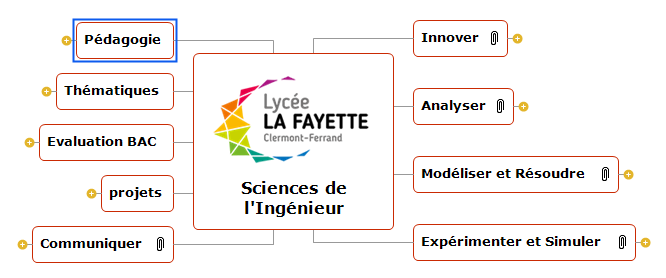 Pédagogie
Thématiques
Evaluation BAC
projets
Communiquer
Lycée
LA FAYETTE
Clermont-Ferrand
Sciences de
l'Ingénieur
Innover
Analyser
Modéliser et Résoudre
Expérimenter et Simuler